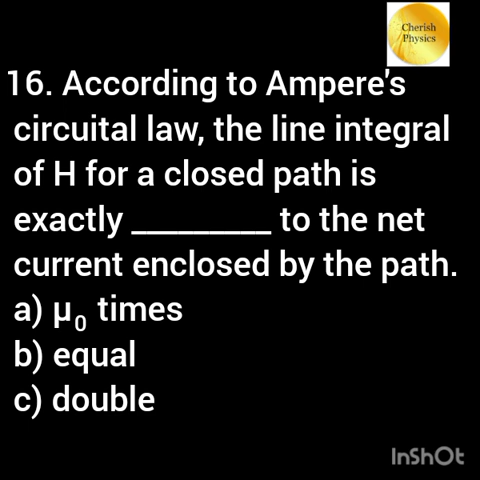 Cherish
Physics
16. According to Ampere's
circuital law, the line integral
of H for a closed path is
exactly _________ to the net
current enclosed by the path.
a) μ₀ times
b) equal
c) double
InShOt